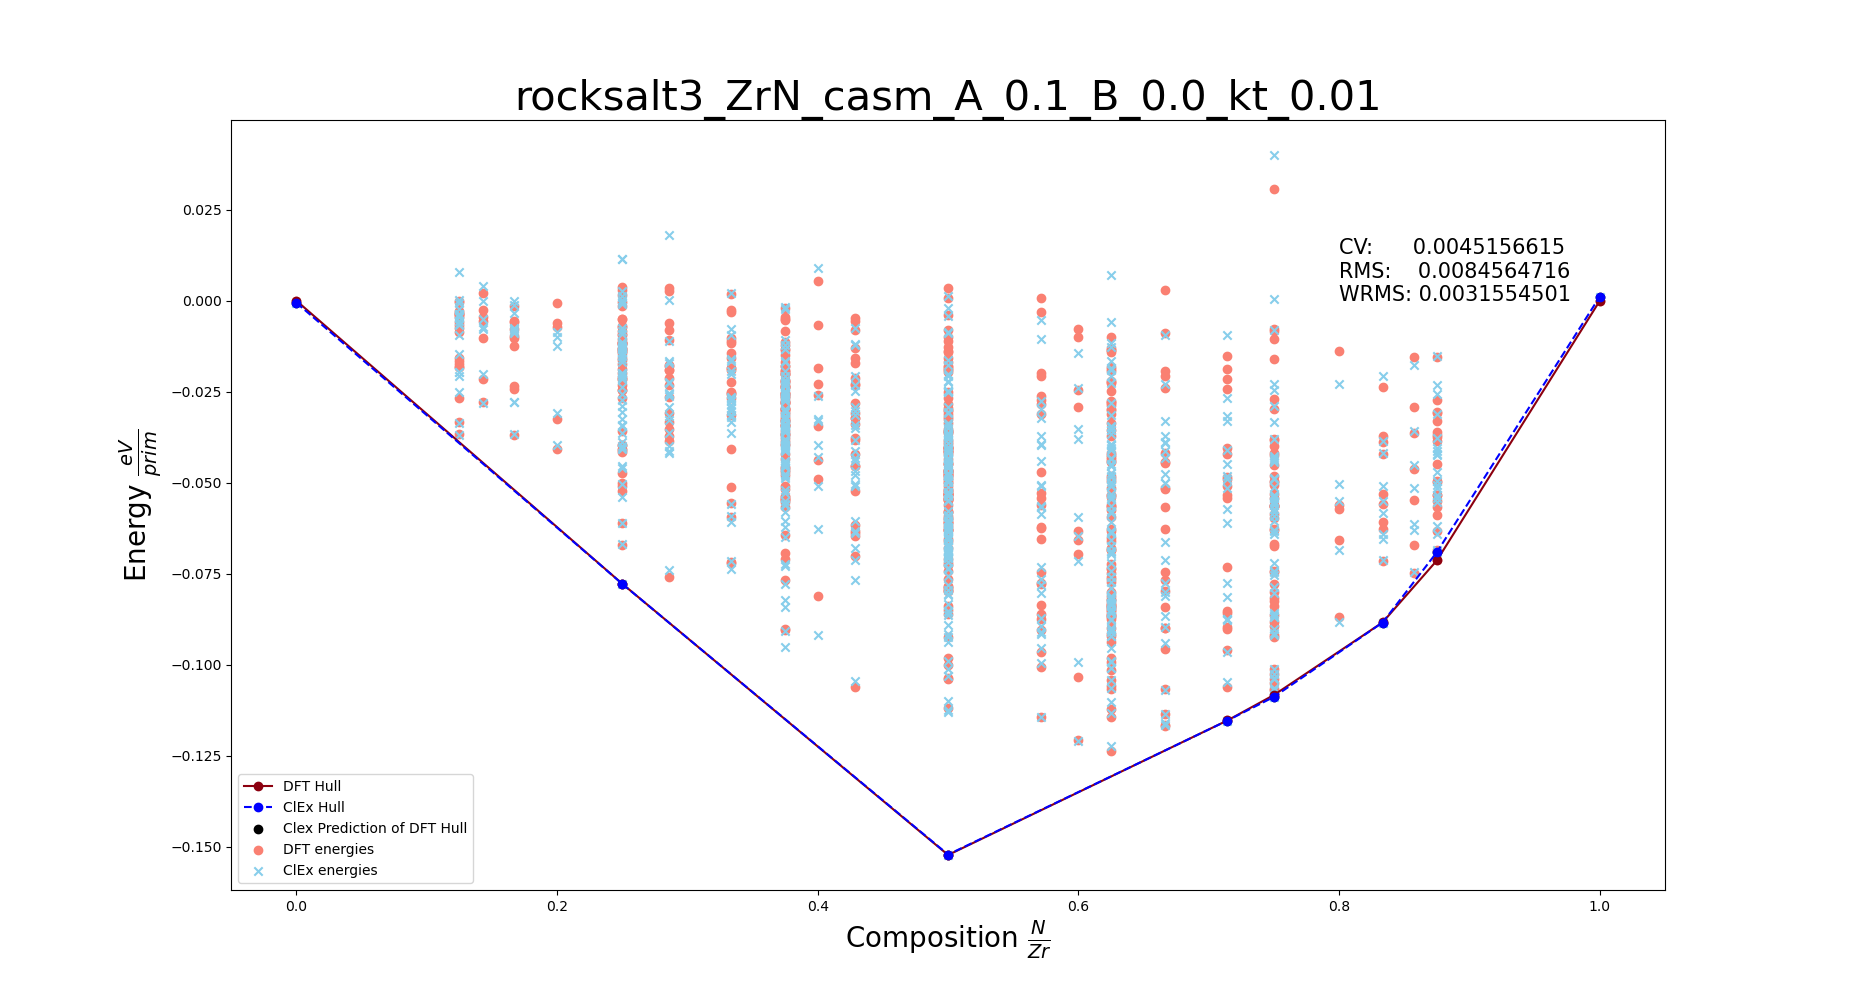 rocksalt3_ZrN_casm_A_0.1_B_0.0_kt_0.01
0.025
0.000
−0.025
−0.050
−0.075
−0.100
−0.125
−0.150
Energy eV/prim
CV: 0.0045156615
RMS: 0.0084564716
WRMS: 0.0031554501
DFT Hull
ClEx Hull
Clex Prediction of DFT Hull
DFT energies
ClEx energies
0.0 0.2 0.4 0.6 0.8 1.0
Composition N/Zr